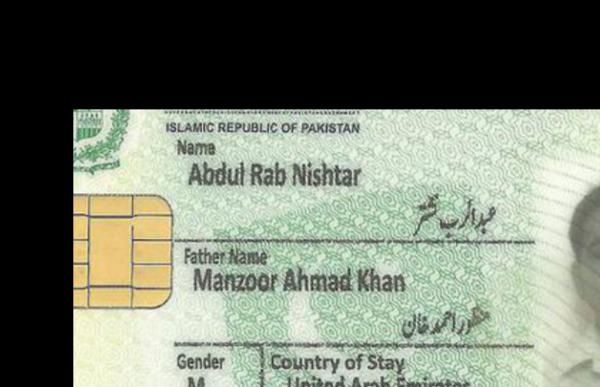 ISLAMIC REPUBLIC OF PAKISTAN
Name
Abdul Rab Nishtar
عبدالرب نشتر
Father Name
Manzoor Ahmad Khan
منظور احمد خان
Gender Country of Stay
M United Arab Emirates